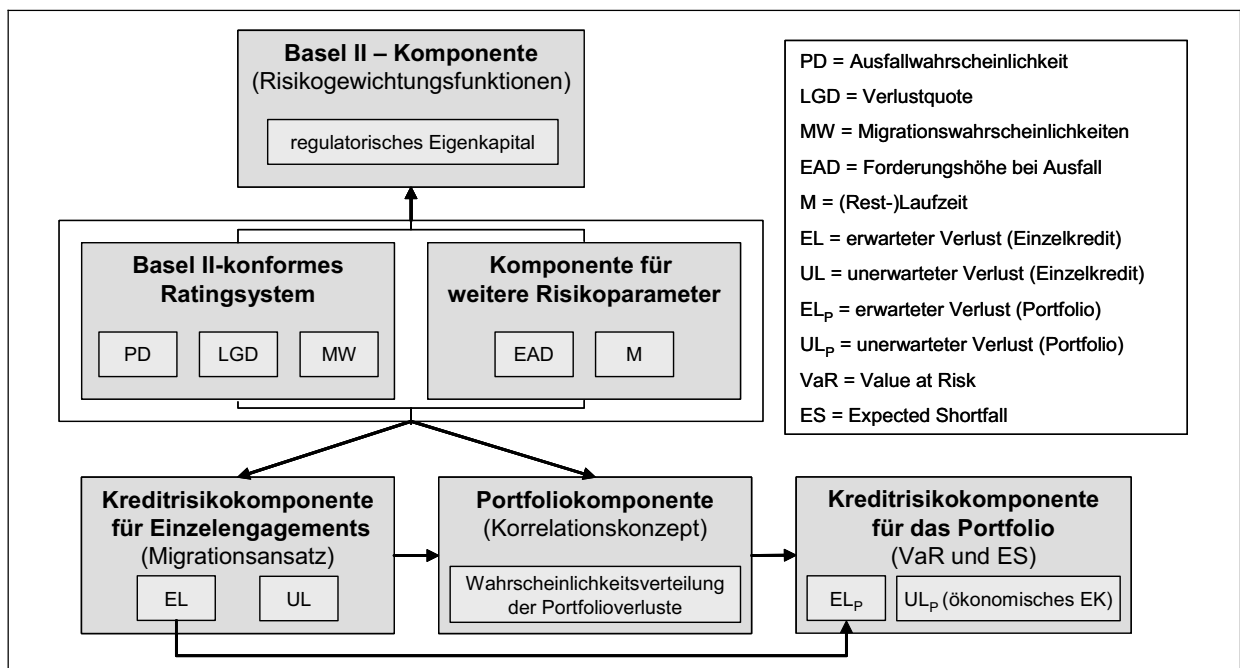 Basel II – Komponente
(Risikogewichtungsfunktionen)
regulatorisches Eigenkapital
PD = Ausfallwahrscheinlichkeit
LGD = Verlustquote
MW = Migrationswahrscheinlichkeiten
EAD = Forderungshöhe bei Ausfall
M = (Rest-)Laufzeit
EL = erwarteter Verlust (Einzelkredit)
UL = unerwarteter Verlust (Einzelkredit)
ELP = erwarteter Verlust (Portfolio)
ULP = unerwarteter Verlust (Portfolio)
VaR = Value at Risk
ES = Expected Shortfall
Basel II-konformes
Ratingsystem
PD
LGD
MW
Komponente für
weitere Risikoparameter
EAD
M
Kreditrisikokomponente
für Einzelengagements
(Migrationsansatz)
EL
UL
Portfoliokomponente
(Korrelationskonzept)
Wahrscheinlichkeitsverteilung
der Portfolioverluste
Kreditrisikokomponente
für das Portfolio
(VaR und ES)
ELP
ULP (ökonomisches EK)